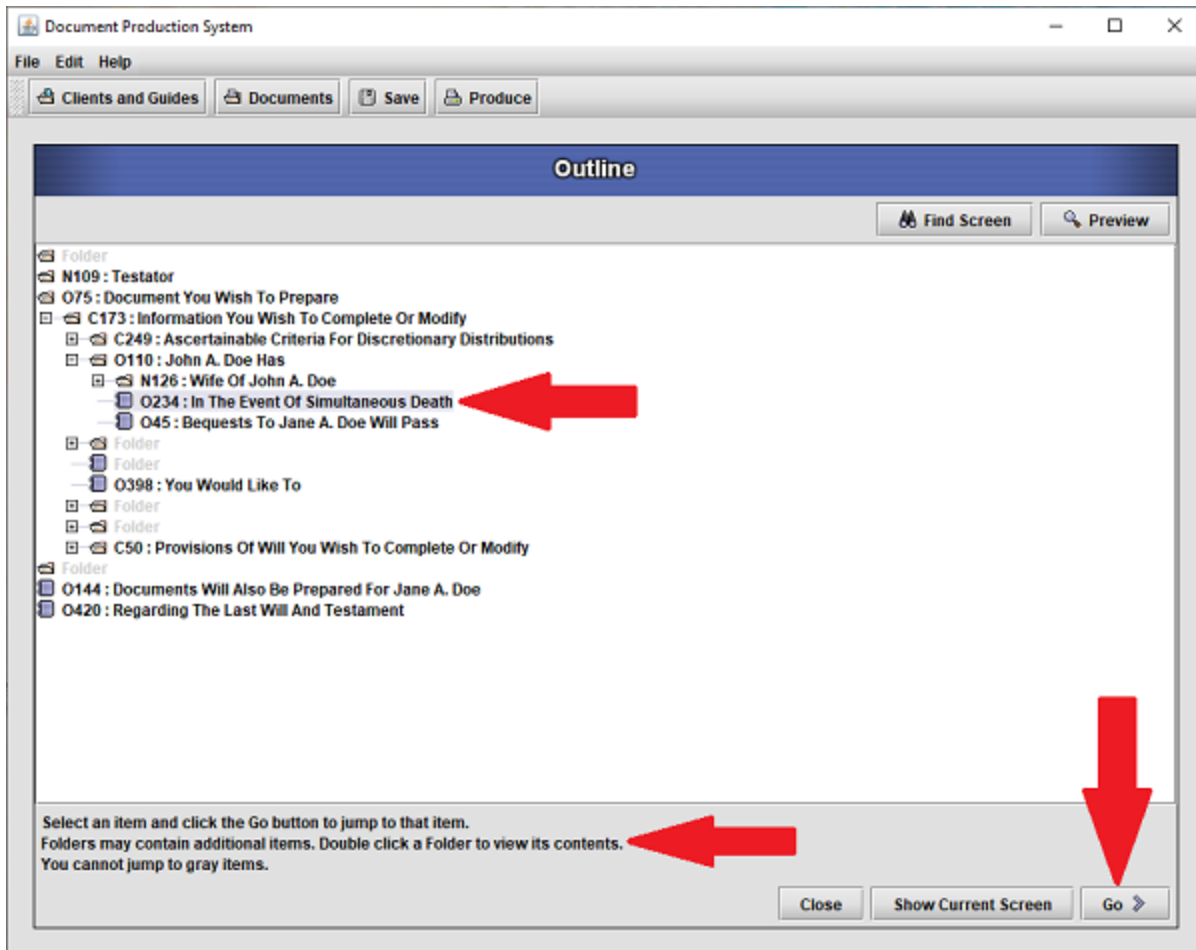 Document Production System
File Edit Help
Clients and Guides Documents Save Produce
Outline
Find Screen Preview
Folder
N109 : Testator
O75 : Document You Wish To Prepare
C173 : Information You Wish To Complete Or Modify
C249 : Ascertainable Criteria For Discretionary Distributions
O110 : John A. Doe Has
N126 : Wife Of John A. Doe
O234 : In The Event Of Simultaneous Death
O45 : Bequests To Jane A. Doe Will Pass
Folder
Folder
O398 : You Would Like To
Folder
Folder
C50 : Provisions Of Will You Wish To Complete Or Modify
Folder
O144 : Documents Will Also Be Prepared For Jane A. Doe
O420 : Regarding The Last Will And Testament
Select an item and click the Go button to jump to that item.
Folders may contain additional items. Double click a Folder to view its contents.
You cannot jump to gray items.
Close Show Current Screen Go